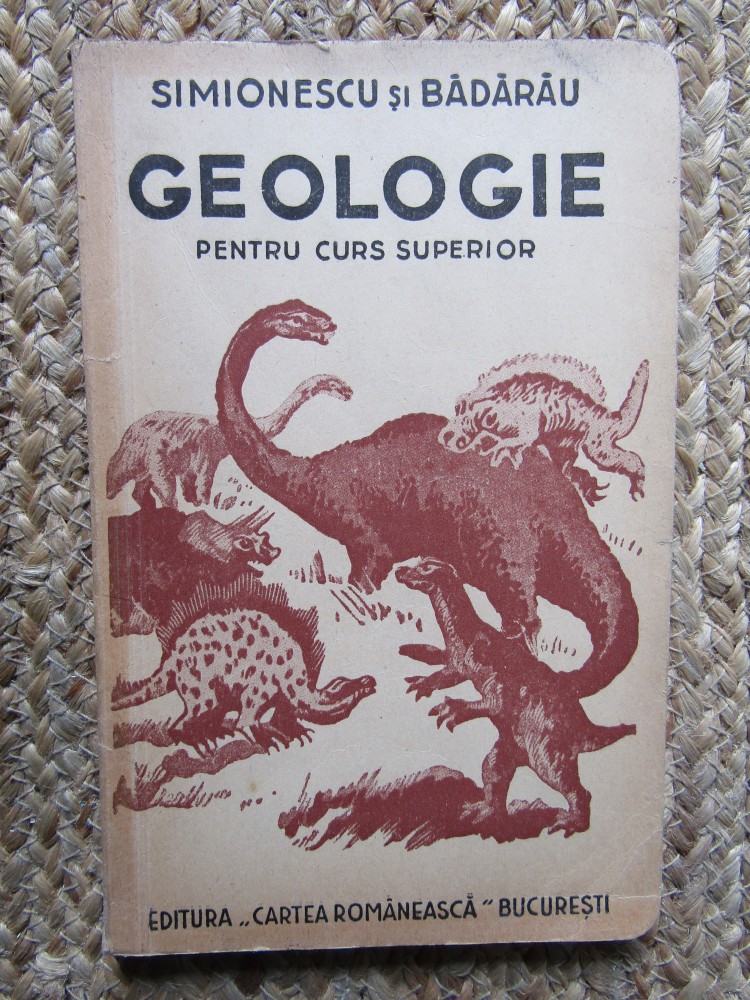 SIMIONESCU ȘI BĂDĂRĂU
GEOLOGIE
PENTRU CURS SUPERIOR
EDITURA „CARTEA ROMÂNEASCĂ” BUCUREȘTI